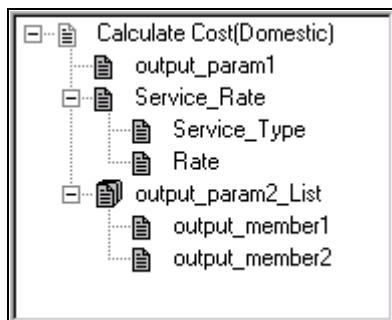 Calculate Cost(Domestic)
output_param1
Service_Rate
Service_Type
Rate
output_param2_List
output_member1
output_member2